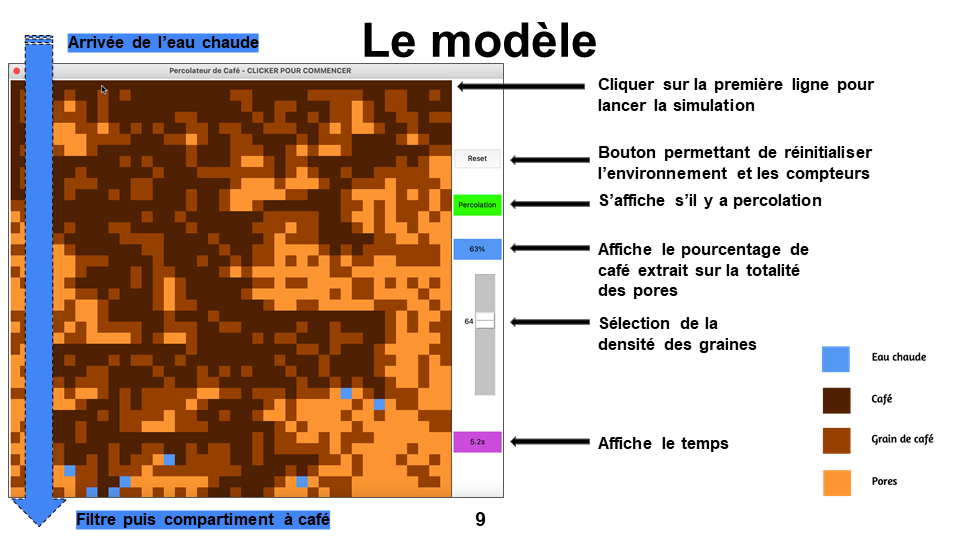 Le modèle
Arrivée de l'eau chaude
Percolateur de Café - CLICKER POUR COMMENCER
Cliquer sur la première ligne pour
lancer la simulation
Reset
Bouton permettant de réinitialiser
l'environnement et les compteurs
Percolation
S'affiche s'il y a percolation
63%
Affiche le pourcentage de
café extrait sur la totalité
des pores
64
Sélection de la
densité des graines
Eau chaude
Café
Grain de café
Pores
5.2s
Affiche le temps
Filtre puis compartiment à café
9